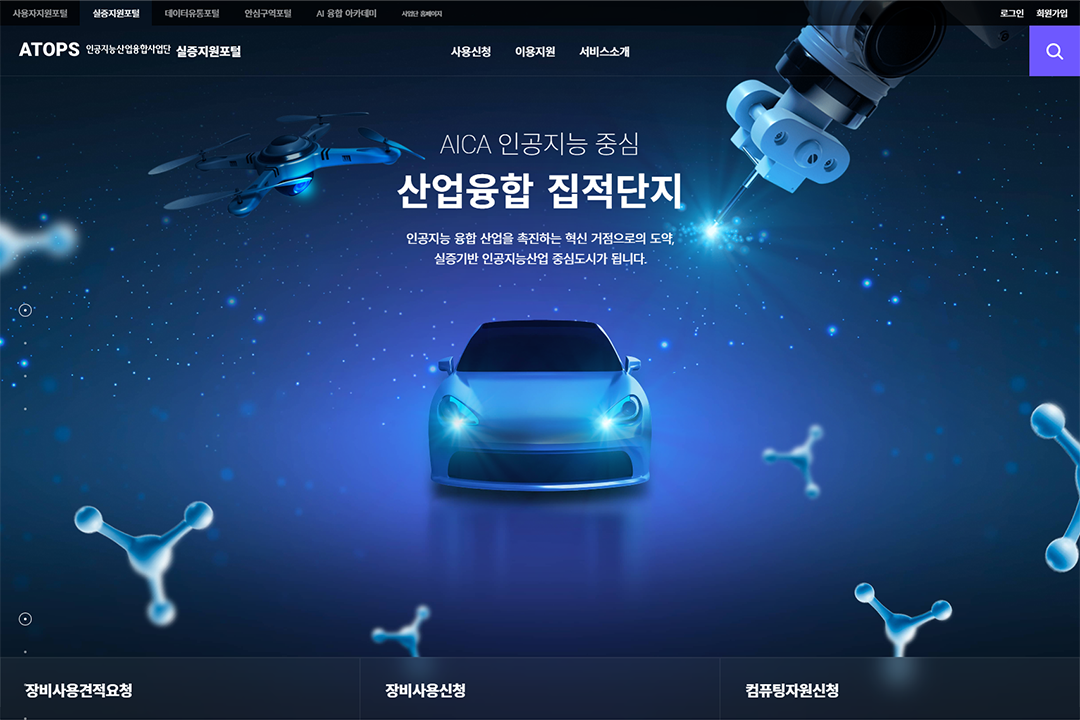 사용자지원포털 실증지원포털 데이터유통포털 안심구역포털 AI 융합 아카데미 사업단 홈페이지 로그인 회원가입
ATOPS 인공지능산업융합사업단 실증지원포털 사용신청 이용지원 서비스소개
AICA 인공지능 중심
산업융합 집적단지
인공지능 융합 산업을 촉진하는 혁신 거점으로의 도약,
실증기반 인공지능산업 중심도시가 됩니다.
장비사용견적요청 장비사용신청 컴퓨팅자원신청